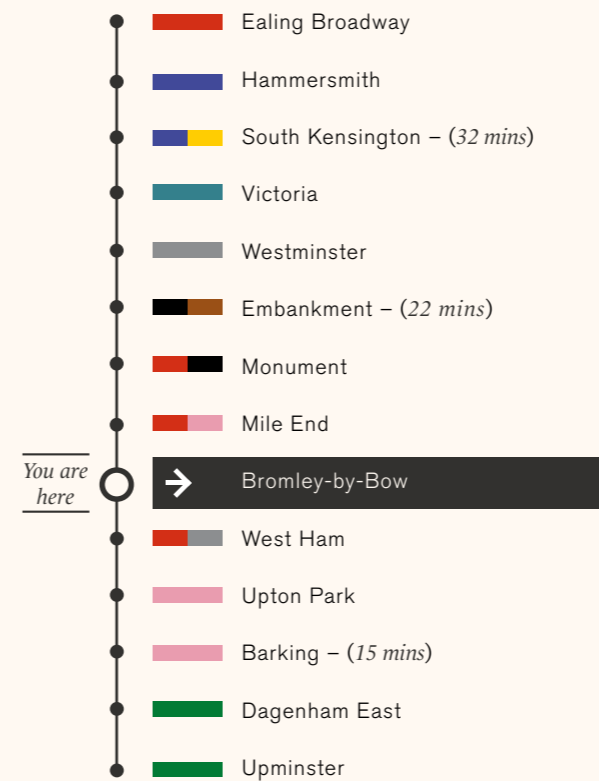 Ealing Broadway
Hammersmith
South Kensington – (32 mins)
Victoria
Westminster
Embankment – (22 mins)
Monument
Mile End
You are
here
Bromley-by-Bow
West Ham
Upton Park
Barking – (15 mins)
Dagenham East
Upminster